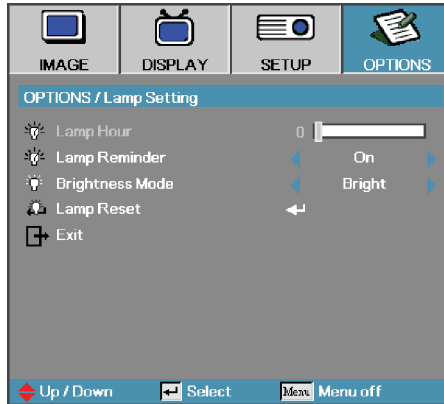 IMAGE DISPLAY SETUP OPTIONS
OPTIONS / Lamp Setting
Lamp Hour 0
Lamp Reminder On
Brightness Mode Bright
Lamp Reset
Exit
Up / Down Select Menu Menu off